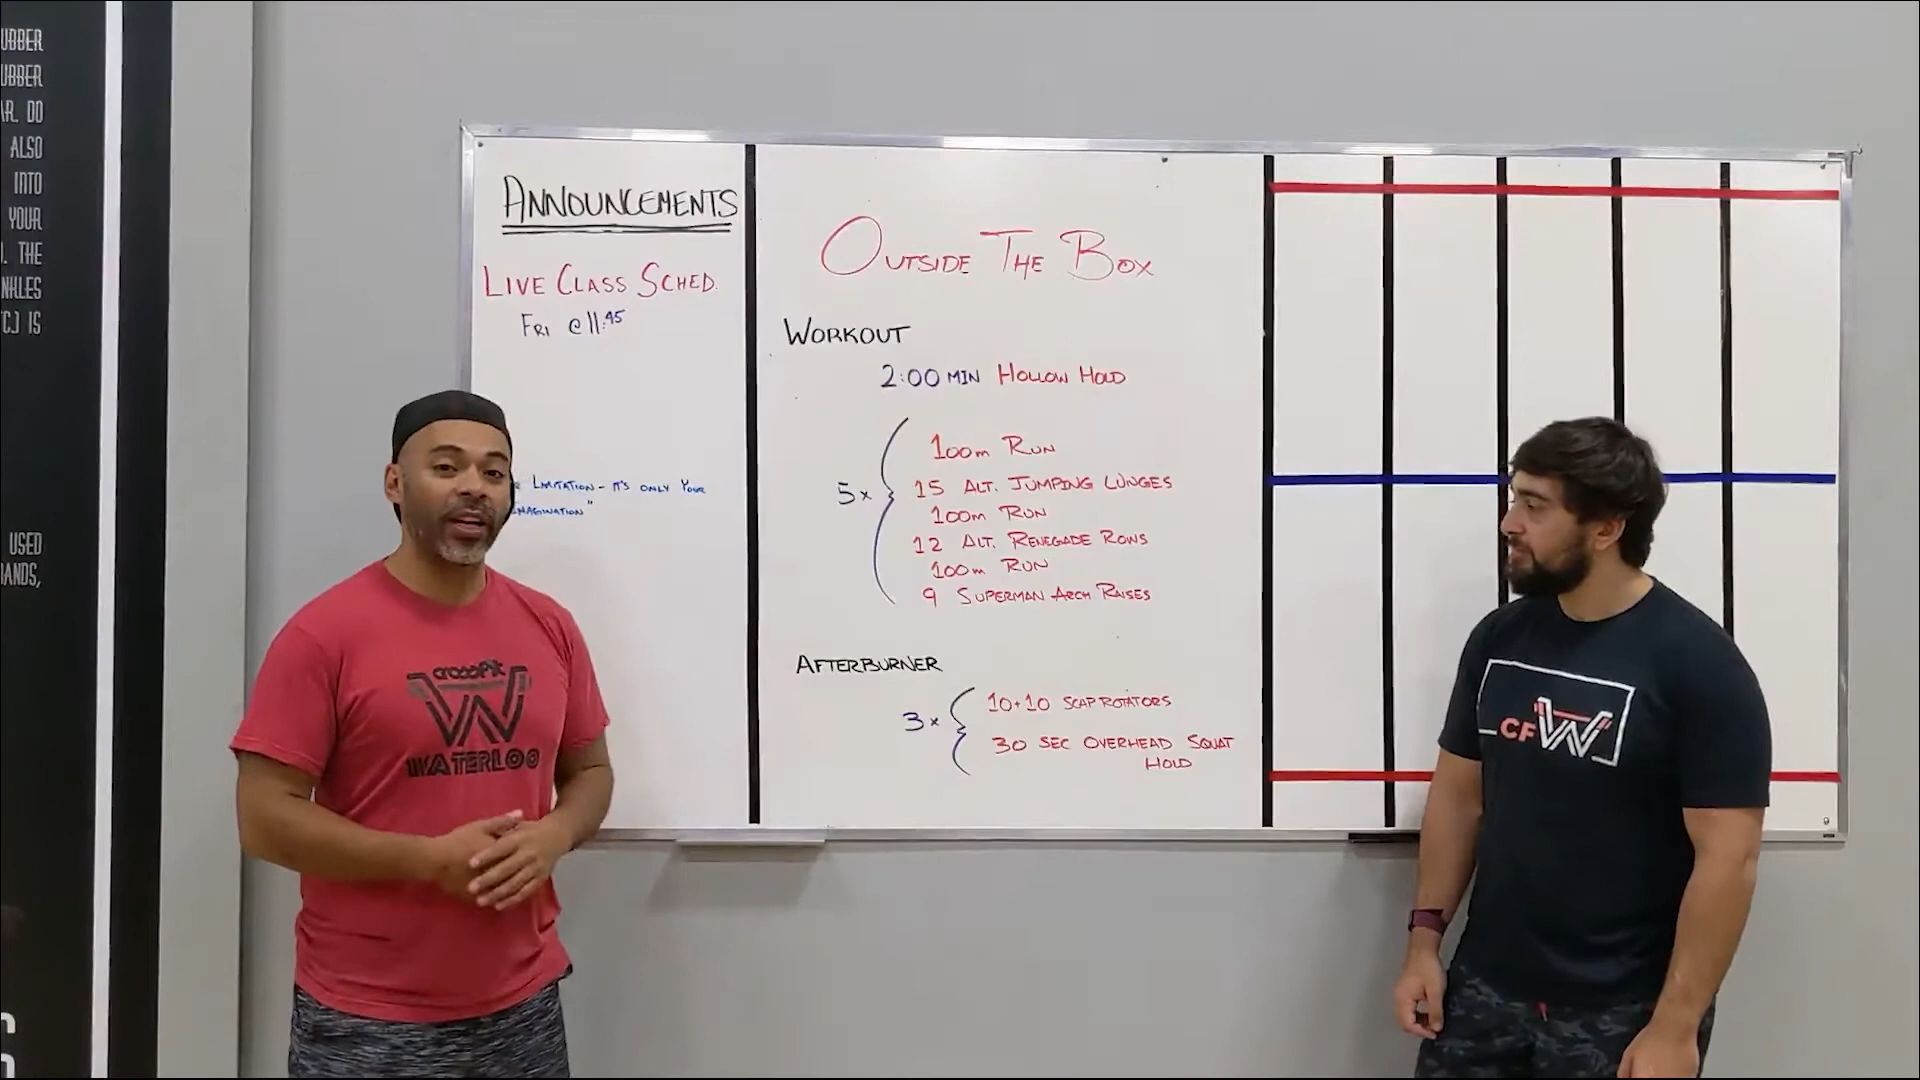 UBBER
UBBER
AR. DO
ALSO
INTO
YOUR
. THE
NKLES
TC.) IS
USED
ANDS,
ANNOUNCEMENTS
LIVE CLASS SCHED.
FRI @ 11:45
LIMITATION - IT'S ONLY YOUR
IMAGINATION"
OUTSIDE THE BOX
WORKOUT
2:00 MIN HOLLOW HOLD
5x
100m RUN
15 ALT. JUMPING LUNGES
100m RUN
12 ALT. RENEGADE ROWS
100m RUN
9 SUPERMAN ARCH RAISES
AFTERBURNER
3x
10+10 SCAP ROTATORS
30 SEC OVERHEAD SQUAT
HOLD
CROSSFIT
W
WATERLOO
CFW